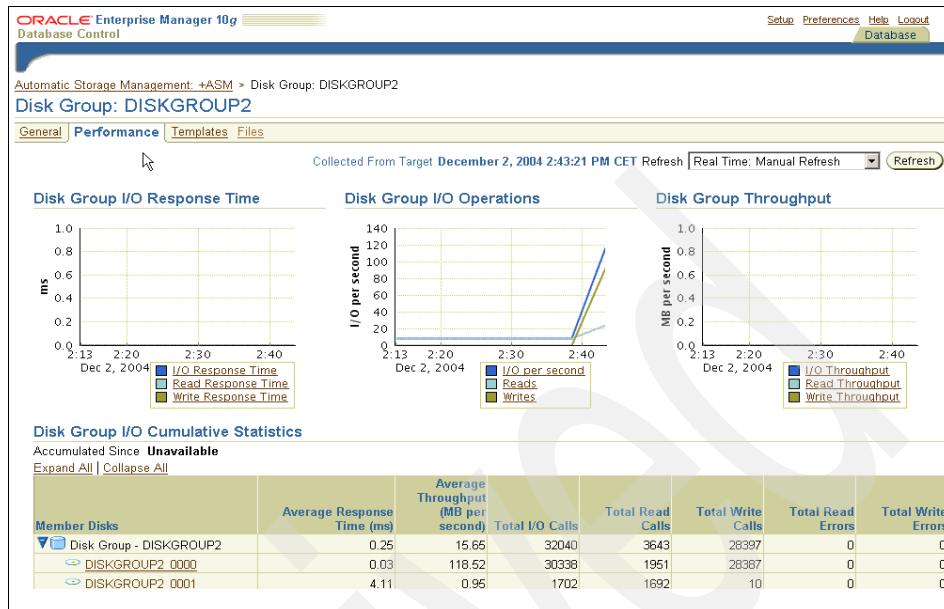 ORACLE Enterprise Manager 10g
Database Control
Setup Preferences Help Logout
Database
Automatic Storage Management: +ASM > Disk Group: DISKGROUP2
Disk Group: DISKGROUP2
General Performance Templates Files
Collected From Target December 2, 2004 2:43:21 PM CET Refresh Real Time: Manual Refresh Refresh
Disk Group I/O Response Time
1.0
0.8
0.6
0.4
0.2
0.0
ms
2:13 2:20 2:30 2:40
Dec 2, 2004
I/O Response Time
Read Response Time
Write Response Time
Disk Group I/O Operations
140
120
100
80
60
40
20
0
I/O per second
2:13 2:20 2:30 2:40
Dec 2, 2004
I/O per second
Reads
Writes
Disk Group Throughput
1.0
0.8
0.6
0.4
0.2
0.0
MB per second
2:13 2:20 2:30 2:40
Dec 2, 2004
I/O Throughput
Read Throughput
Write Throughput
Disk Group I/O Cumulative Statistics
Accumulated Since Unavailable
Expand All | Collapse All
Member Disks Average Response Time (ms) Average Throughput (MB per second) Total I/O Calls Total Read Calls Total Write Calls Total Read Errors Total Write Errors
Disk Group - DISKGROUP2 0.25 15.65 32040 3643 28397 0 0
DISKGROUP2_0000 0.03 118.52 30338 1951 28387 0 0
DISKGROUP2_0001 4.11 0.95 1702 1692 10 0 0